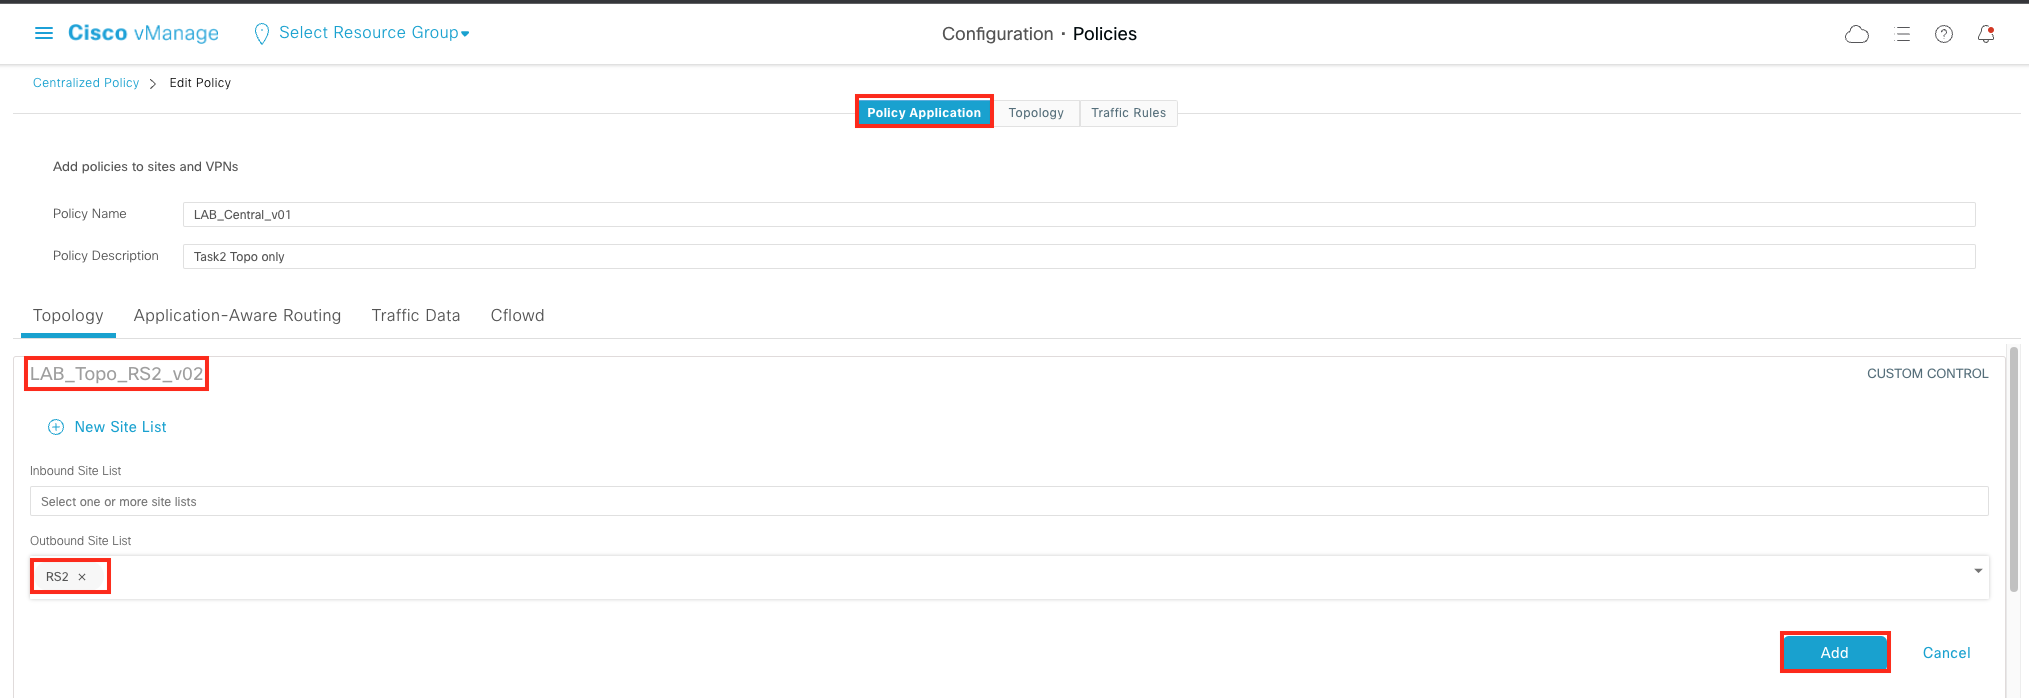 Cisco vManage
Select Resource Group
Configuration · Policies
Centralized Policy
Edit Policy
Policy Application
Topology
Traffic Rules
Add policies to sites and VPNs
Policy Name
LAB_Central_v01
Policy Description
Task2 Topo only
Topology
Application-Aware Routing
Traffic Data
Cflowd
LAB_Topo_RS2_v02
CUSTOM CONTROL
New Site List
Inbound Site List
Select one or more site lists
Outbound Site List
RS2 ×
Add
Cancel